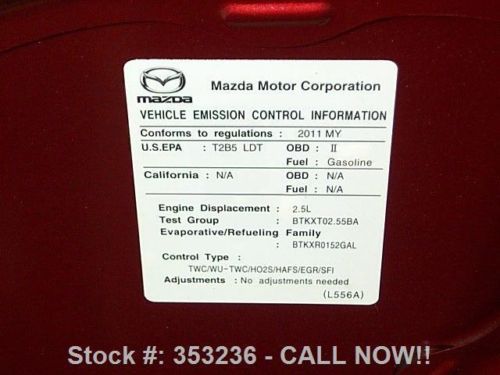 Mazda Motor Corporation
mazda
VEHICLE EMISSION CONTROL INFORMATION
Conforms to regulations : 2011 MY
U.S.EPA : T2B5 LDT OBD : II
Fuel : Gasoline
California : N/A OBD : N/A
Fuel : N/A
Engine Displacement : 2.5L
Test Group : BTKXT02.55BA
Evaporative/Refueling Family
: BTKXR0152GAL
Control Type :
TWC/WU-TWC/HO2S/HAFS/EGR/SFI
Adjustments : No adjustments needed
(L556A)
Stock #: 353236 - CALL NOW!!